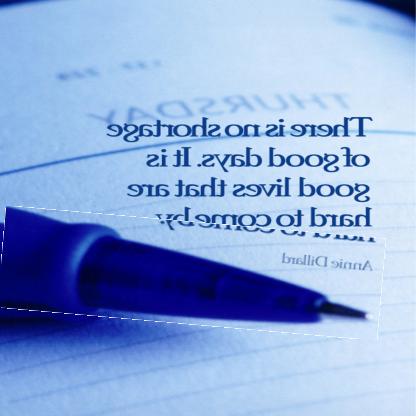 THURSDAY
There is no shortage
of good days. It is
good lives that are
hard to come by.
Annie Dillard